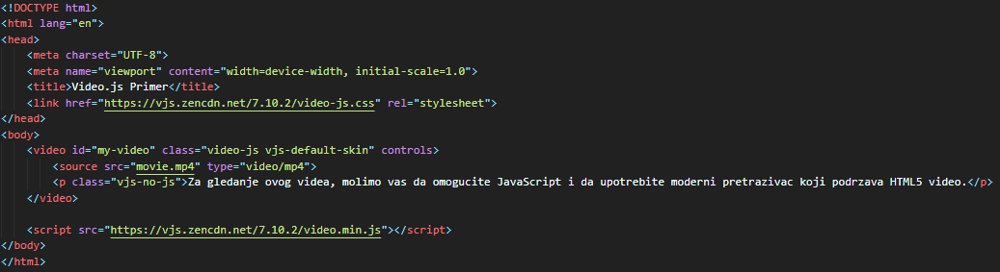 <!DOCTYPE html>
<html lang="en">
<head>
    <meta charset="UTF-8">
    <meta name="viewport" content="width=device-width, initial-scale=1.0">
    <title>Video.js Primer</title>
    <link href="https://vjs.zencdn.net/7.10.2/video-js.css" rel="stylesheet">
</head>
<body>
    <video id="my-video" class="video-js vjs-default-skin" controls>
        <source src="movie.mp4" type="video/mp4">
        <p class="vjs-no-js">Za gledanje ovog videa, molimo vas da omogucite JavaScript i da upotrebite moderni pretrazivac koji podrzava HTML5 video.</p>
    </video>

    <script src="https://vjs.zencdn.net/7.10.2/video.min.js"></script>
</body>
</html>